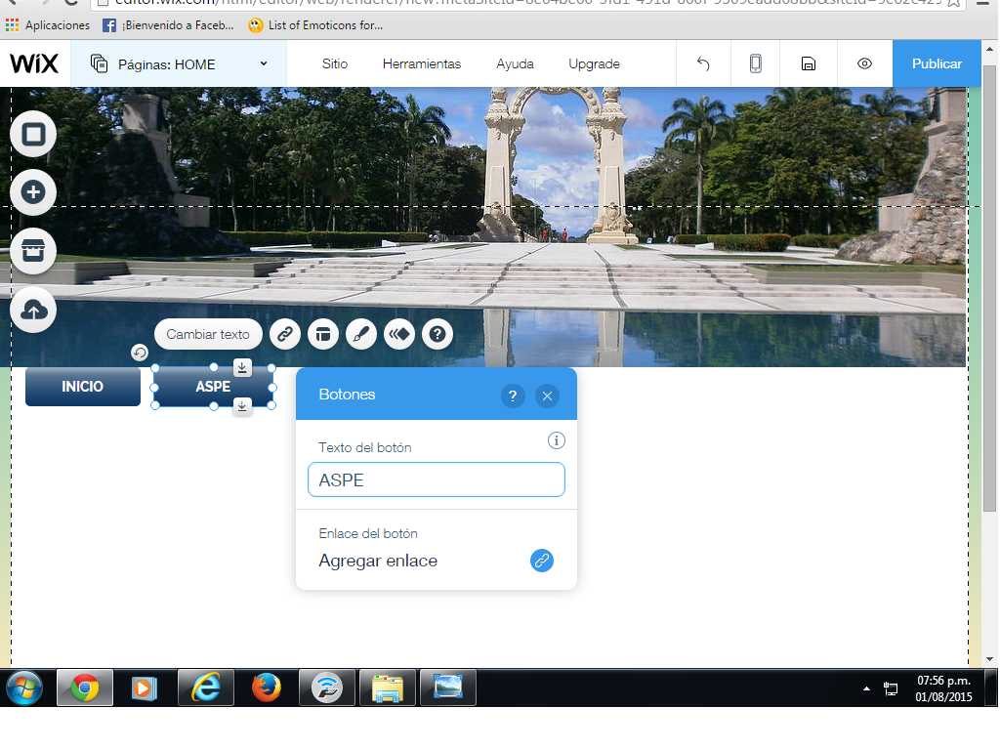 Aplicaciones ¡Bienvenido a Faceb... List of Emoticons for...
WiX Páginas: HOME Sitio Herramientas Ayuda Upgrade Publicar
Cambiar texto ?
INICIO ASPE
Botones ?
Texto del botón i
ASPE
Enlace del botón
Agregar enlace
07:56 p.m.
01/08/2015